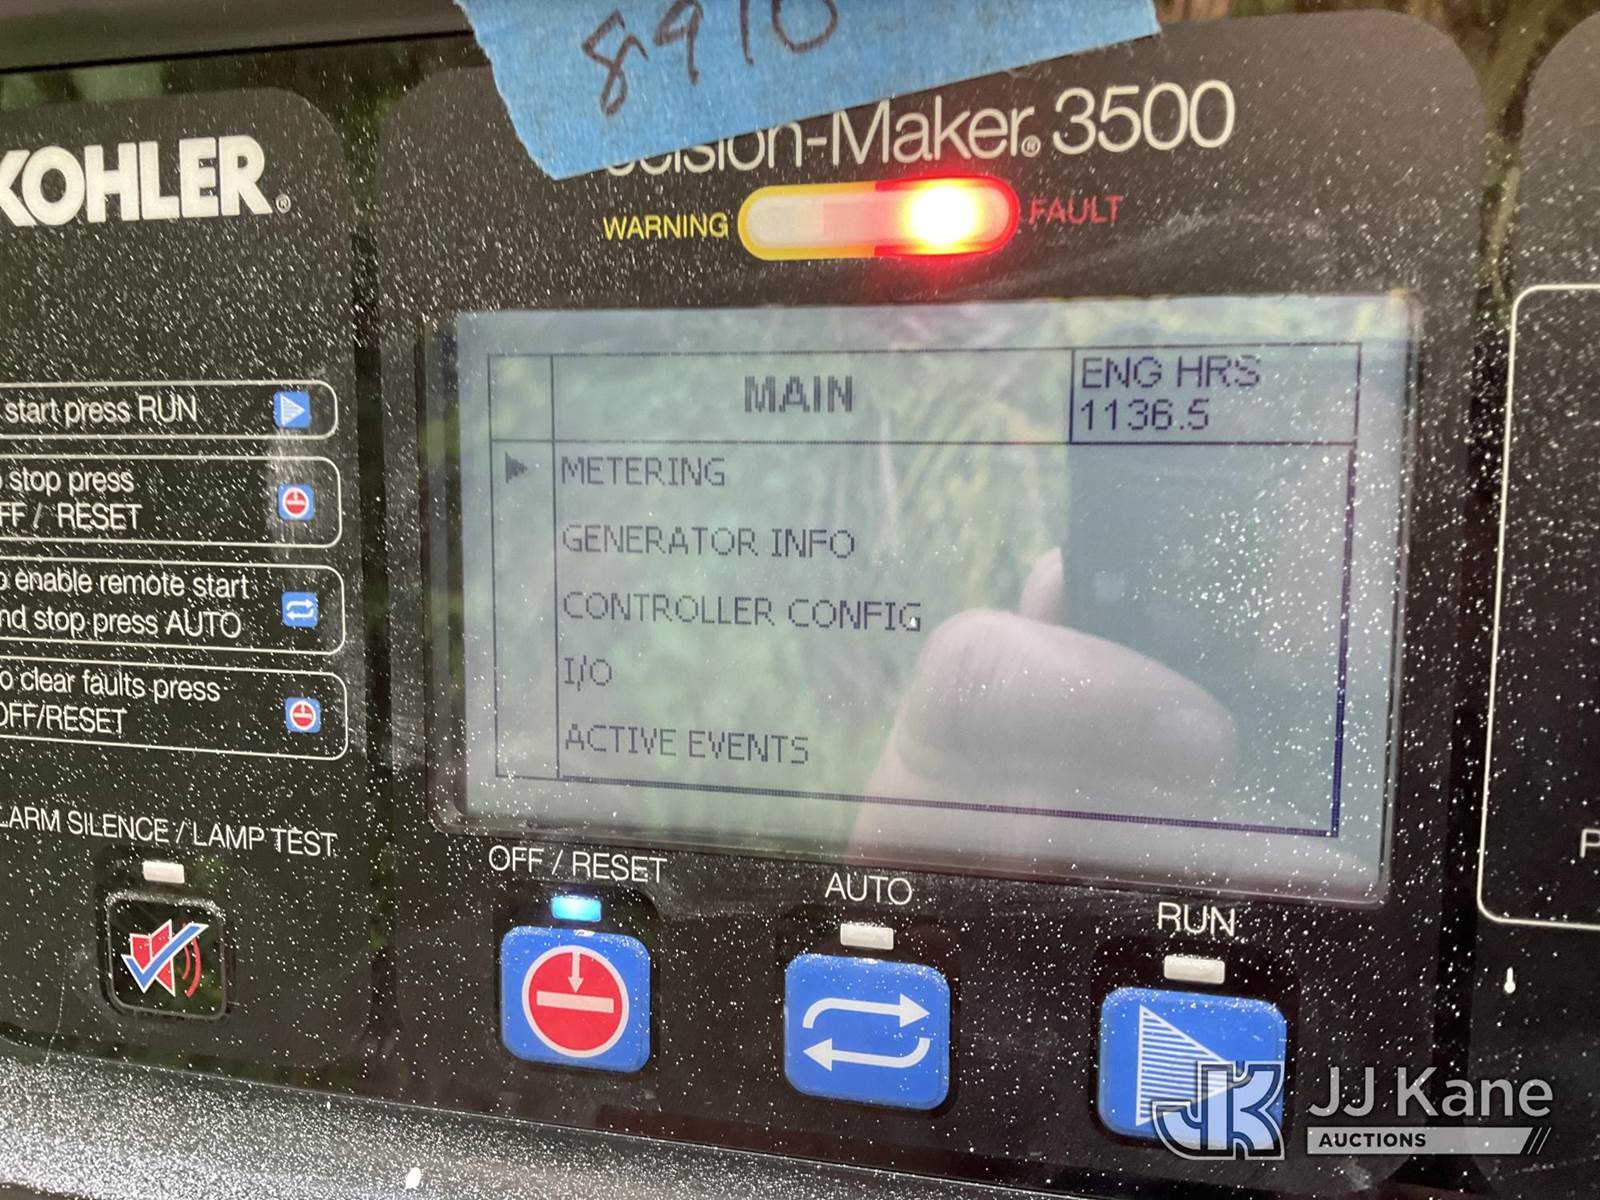 8910
KOHLER®
Decision-Maker® 3500
WARNING
FAULT
MAIN
ENG HRS
1136.5
METERING
GENERATOR INFO
CONTROLLER CONFIG
I/O
ACTIVE EVENTS
start press RUN
stop press
FF / RESET
enable remote start
nd stop press AUTO
o clear faults press
OFF/RESET
LARM SILENCE / LAMP TEST
OFF / RESET
AUTO
RUN
P
JJ Kane
AUCTIONS